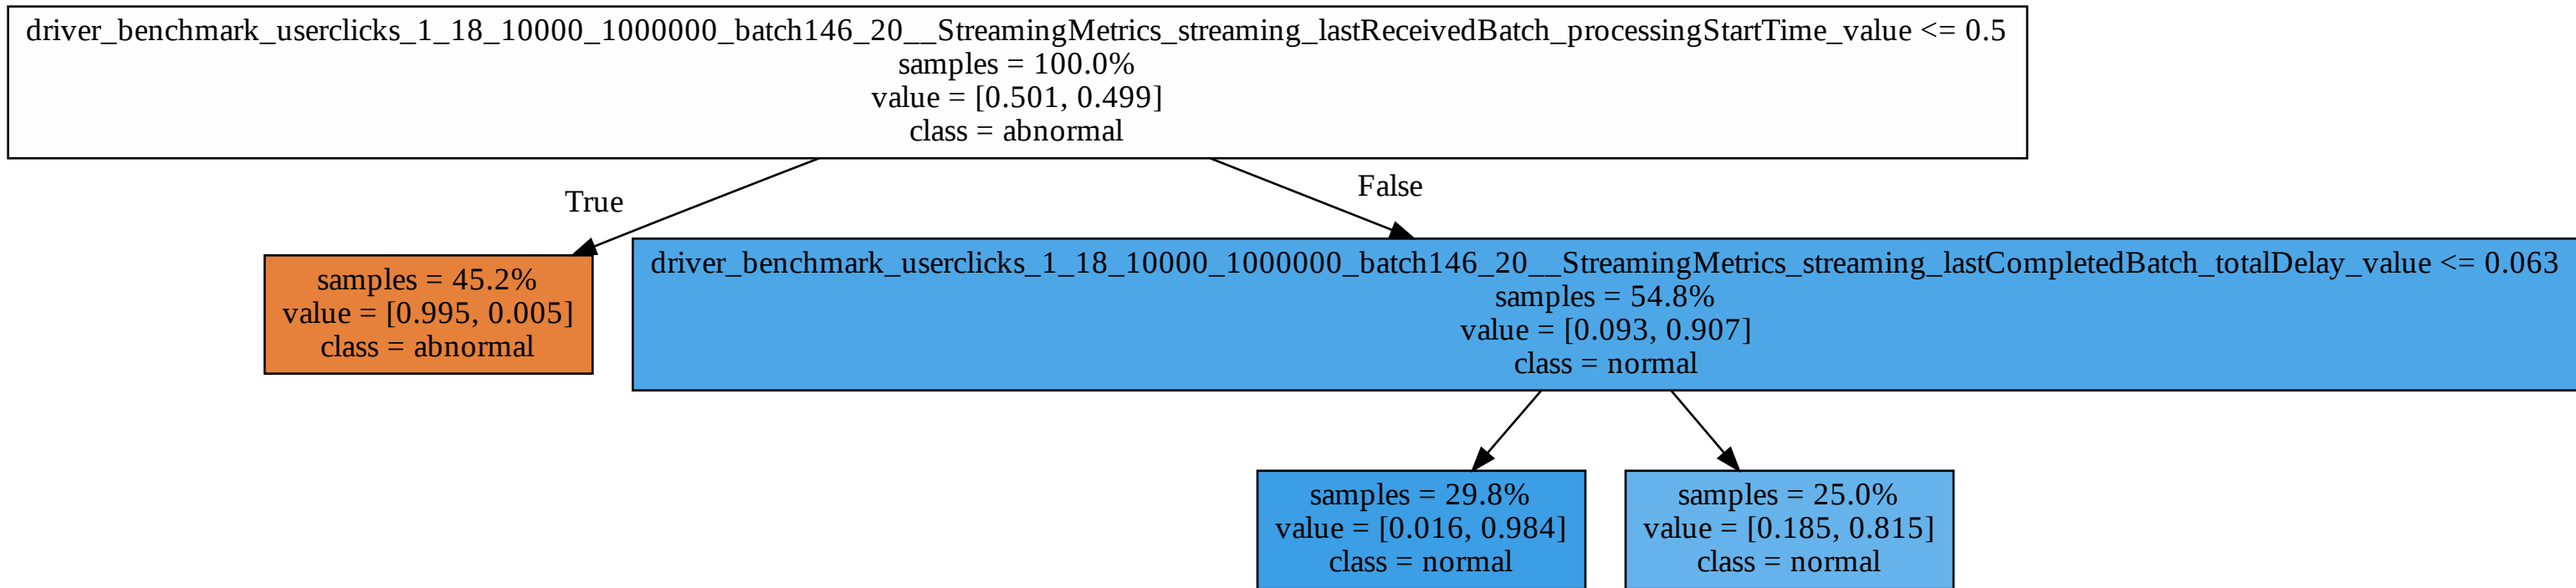 driver_benchmark_userclicks_1_18_10000_1000000_batch146_20__StreamingMetrics_streaming_lastReceivedBatch_processingStartTime_value <= 0.5
samples = 100.0%
value = [0.501, 0.499]
class = abnormal
True
False
samples = 45.2%
value = [0.995, 0.005]
class = abnormal
driver_benchmark_userclicks_1_18_10000_1000000_batch146_20__StreamingMetrics_streaming_lastCompletedBatch_totalDelay_value <= 0.063
samples = 54.8%
value = [0.093, 0.907]
class = normal
samples = 29.8%
value = [0.016, 0.984]
class = normal
samples = 25.0%
value = [0.185, 0.815]
class = normal